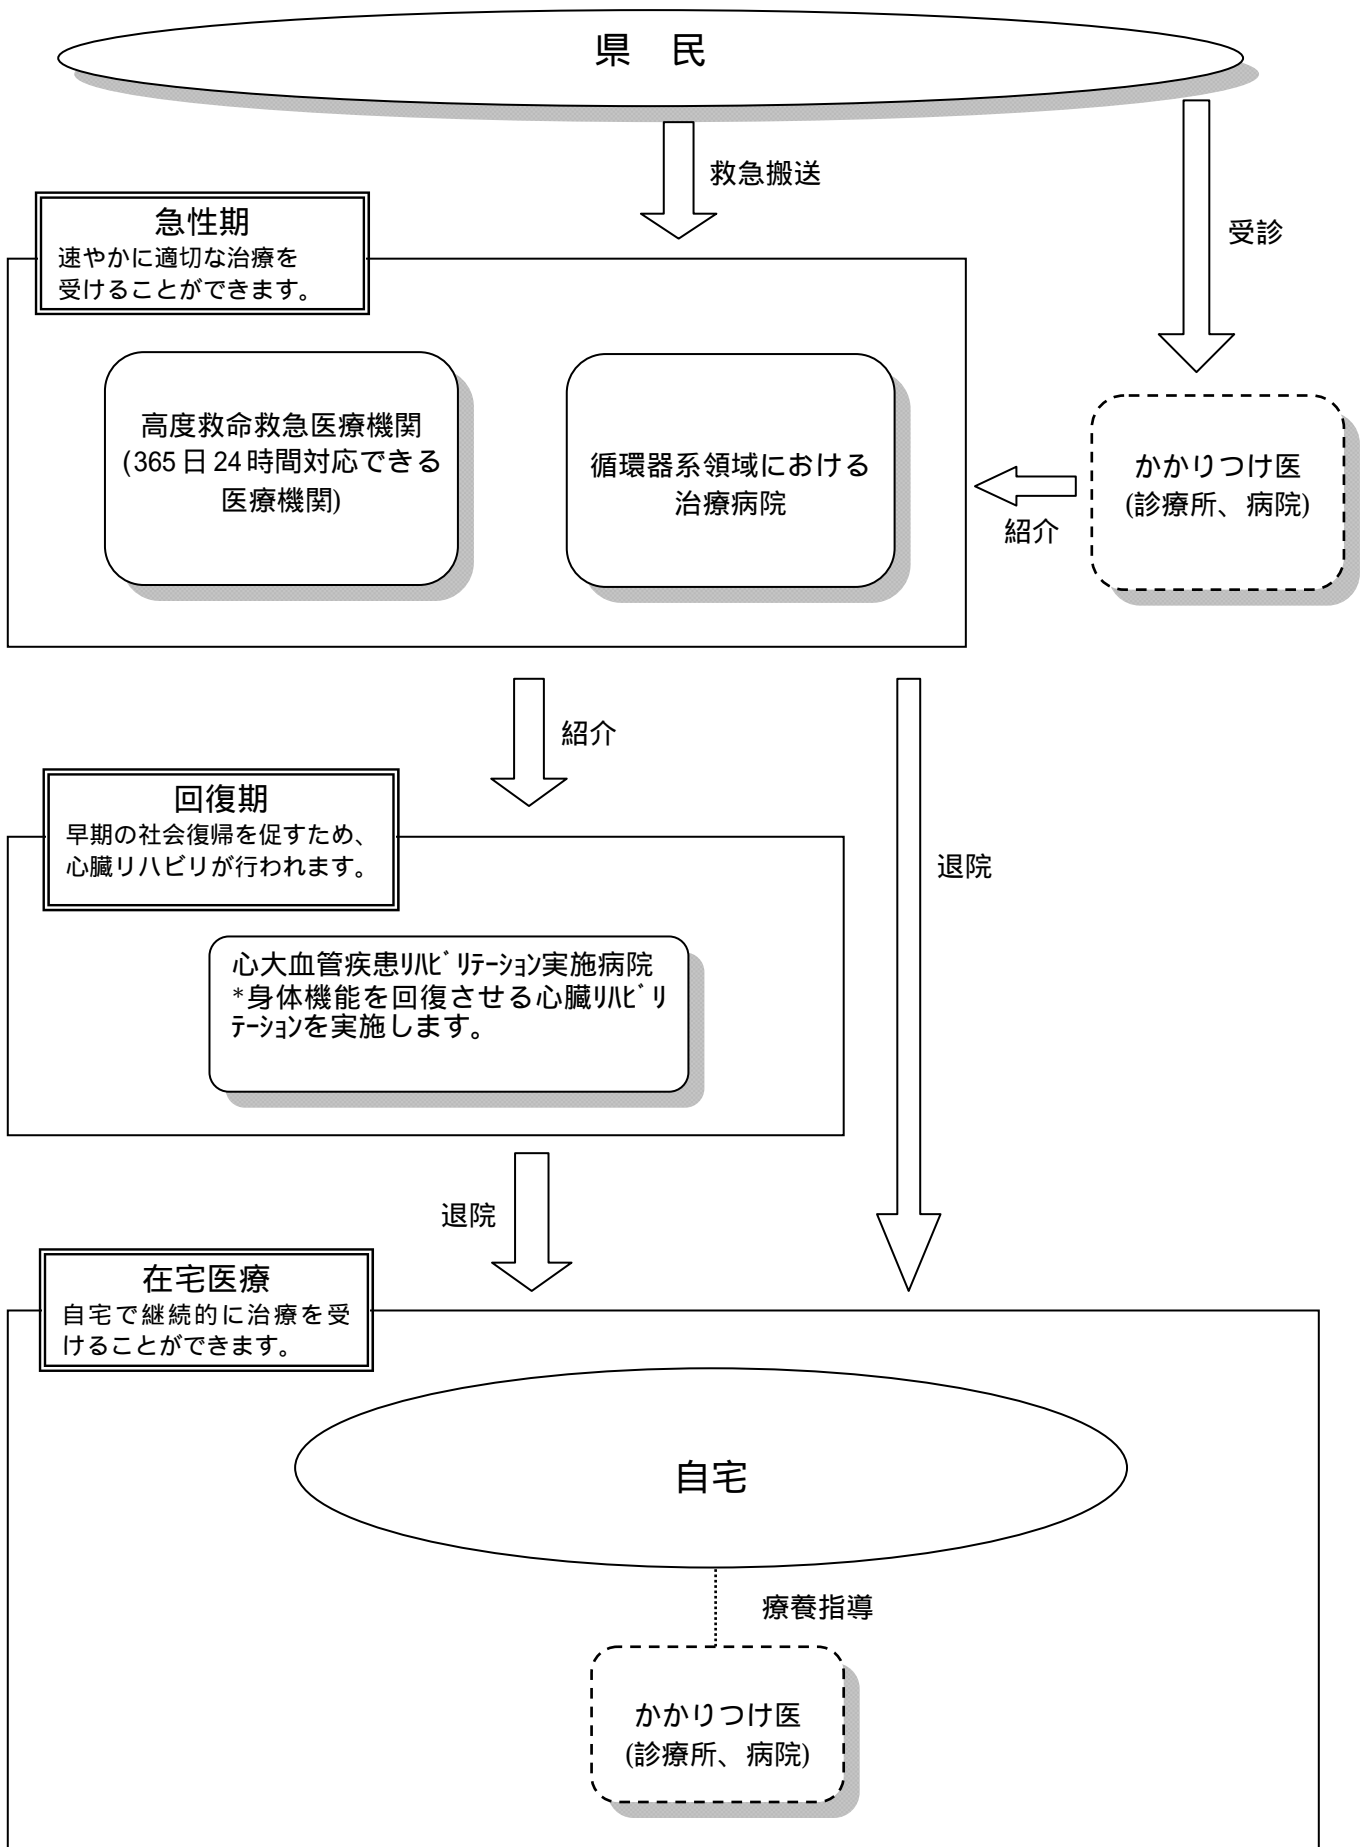 県　民
救急搬送
受診
急性期
速やかに適切な治療を
受けることができます。
高度救命救急医療機関
(365日24時間対応できる
医療機関)
循環器系領域における
治療病院
かかりつけ医
(診療所、病院)
紹介
紹介
回復期
早期の社会復帰を促すため、
心臓リハビリが行われます。
退院
心大血管疾患ﾘﾊﾋﾞﾘﾃｰｼｮﾝ実施病院
*身体機能を回復させる心臓ﾘﾊﾋﾞﾘ
ﾃｰｼｮﾝを実施します。
退院
在宅医療
自宅で継続的に治療を受
けることができます。
自宅
療養指導
かかりつけ医
(診療所、病院)